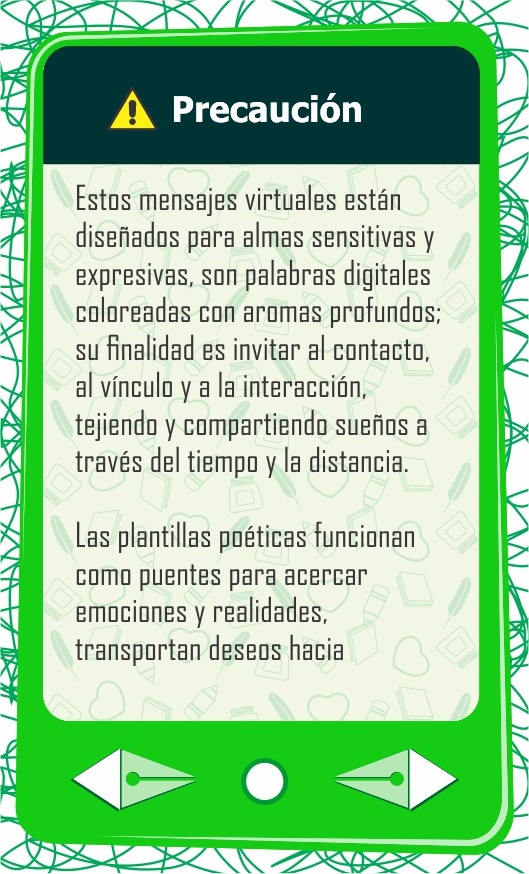 Precaución
Estos mensajes virtuales están
diseñados para almas sensitivas y
expresivas, son palabras digitales
coloreadas con aromas profundos;
su finalidad es invitar al contacto,
al vínculo y a la interacción,
tejiendo y compartiendo sueños a
través del tiempo y la distancia.
Las plantillas poéticas funcionan
como puentes para acercar
emociones y realidades,
transportan deseos hacia